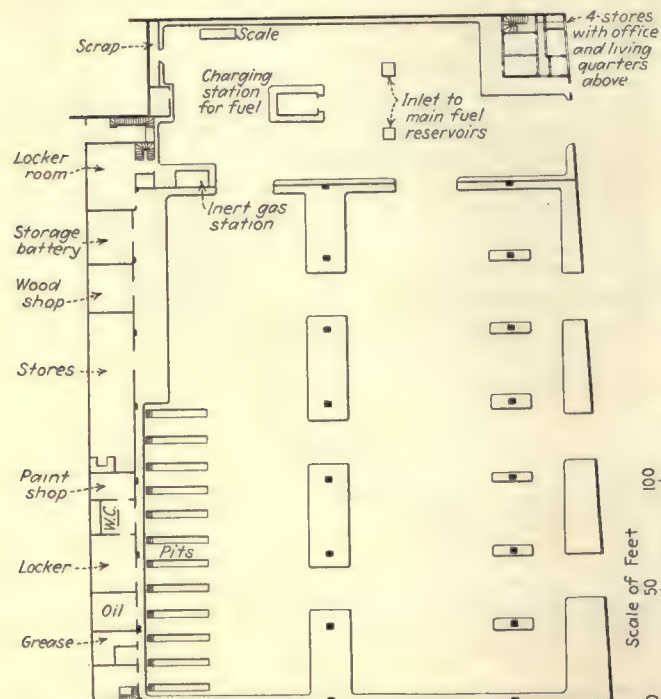 Scrap
Scale
4-stores
with office
and living
quarters
above
Charging
station
for fuel
Inlet to
main fuel
reservoirs
Locker
room
Inert gas
station
Storage
battery
Wood
shop
Stores
Paint
shop
W.C.
Pits
Locker
Oil
Grease
Scale of Feet
100
50